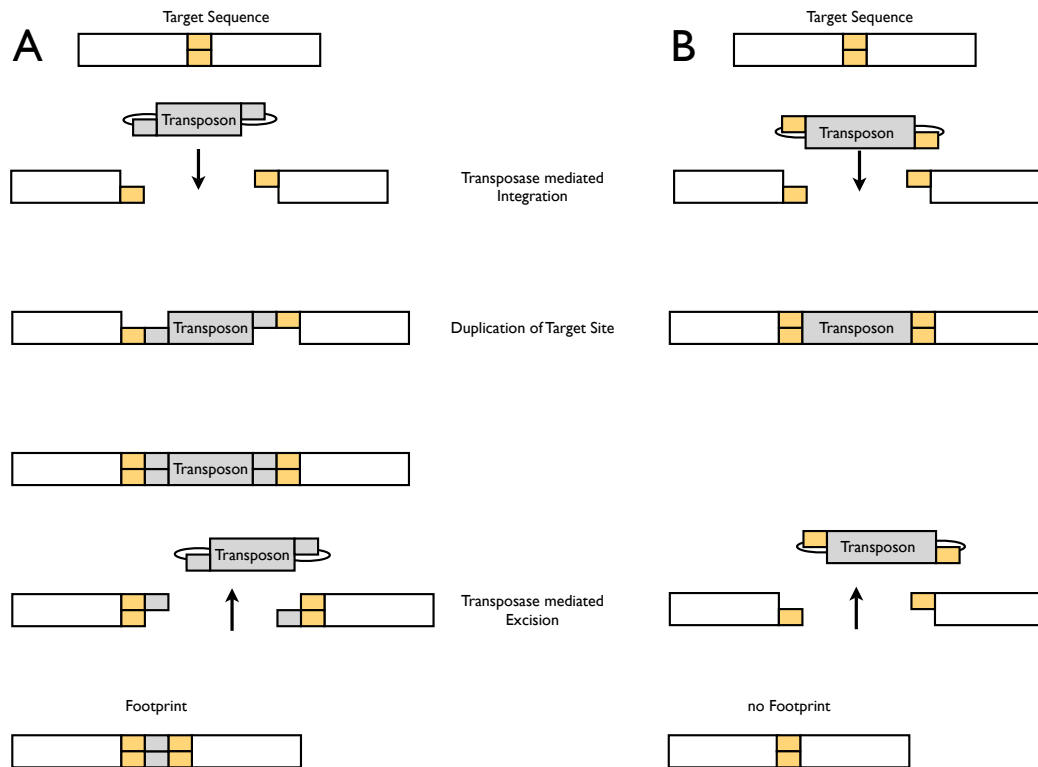 A
Target Sequence
B
Target Sequence
Transposon
Transposon
Transposase mediated
Integration
Transposon
Duplication of Target Site
Transposon
Transposon
Transposon
Transposon
Transposase mediated
Excision
Footprint
no Footprint